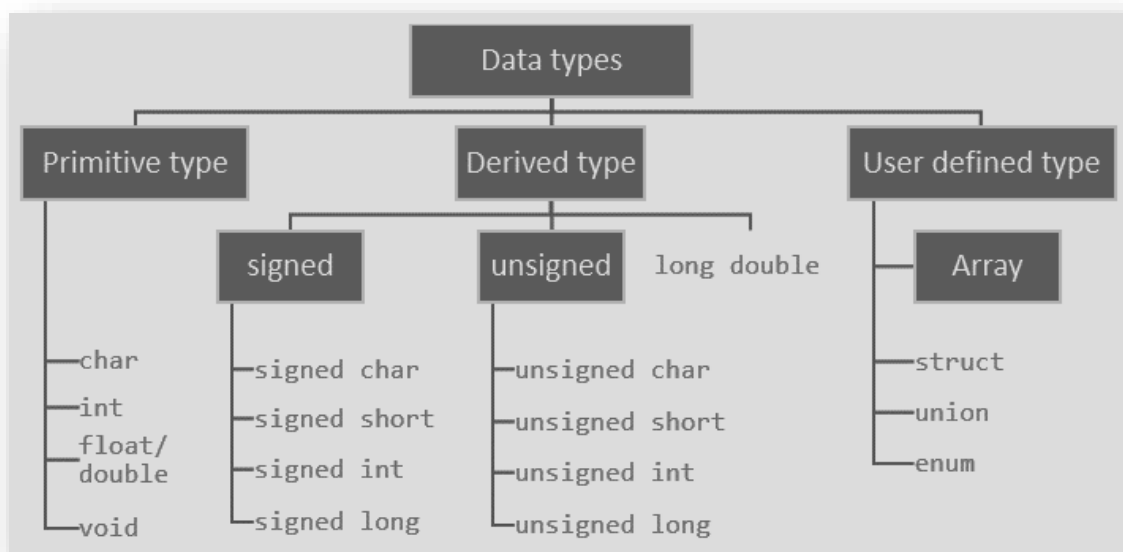 Data types
Primitive type
Derived type
User defined type
signed
unsigned
long double
Array
char
int
float/
double
void
signed char
signed short
signed int
signed long
unsigned char
unsigned short
unsigned int
unsigned long
struct
union
enum